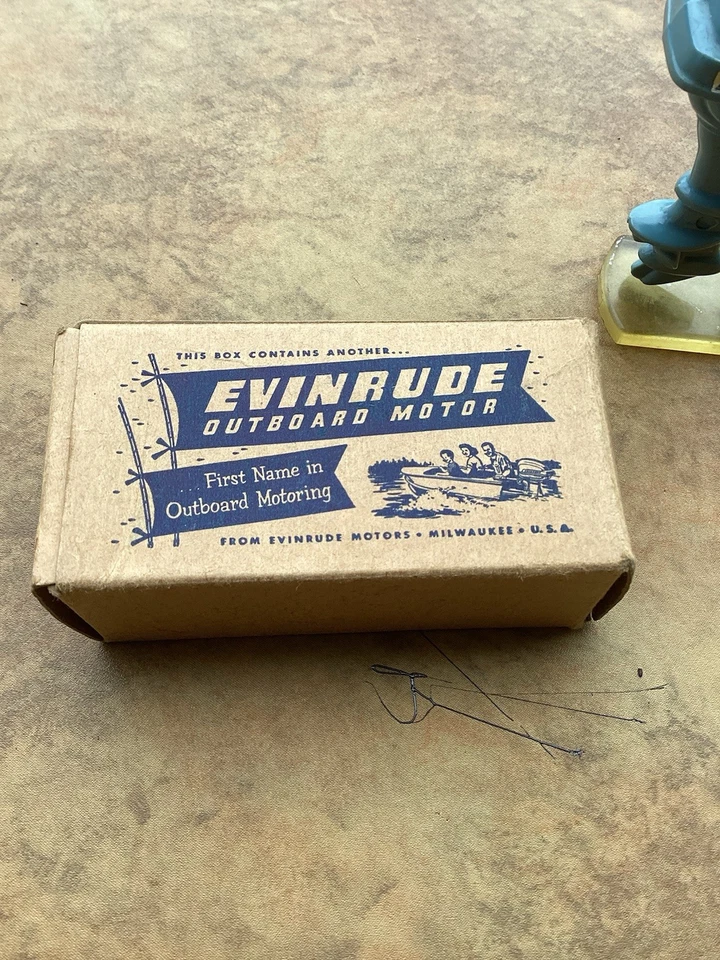 THIS BOX CONTAINS ANOTHER...
EVINRUDE
OUTBOARD MOTOR
....First Name in
Outboard Motoring
FROM EVINRUDE MOTORS • MILWAUKEE • U.S.A.